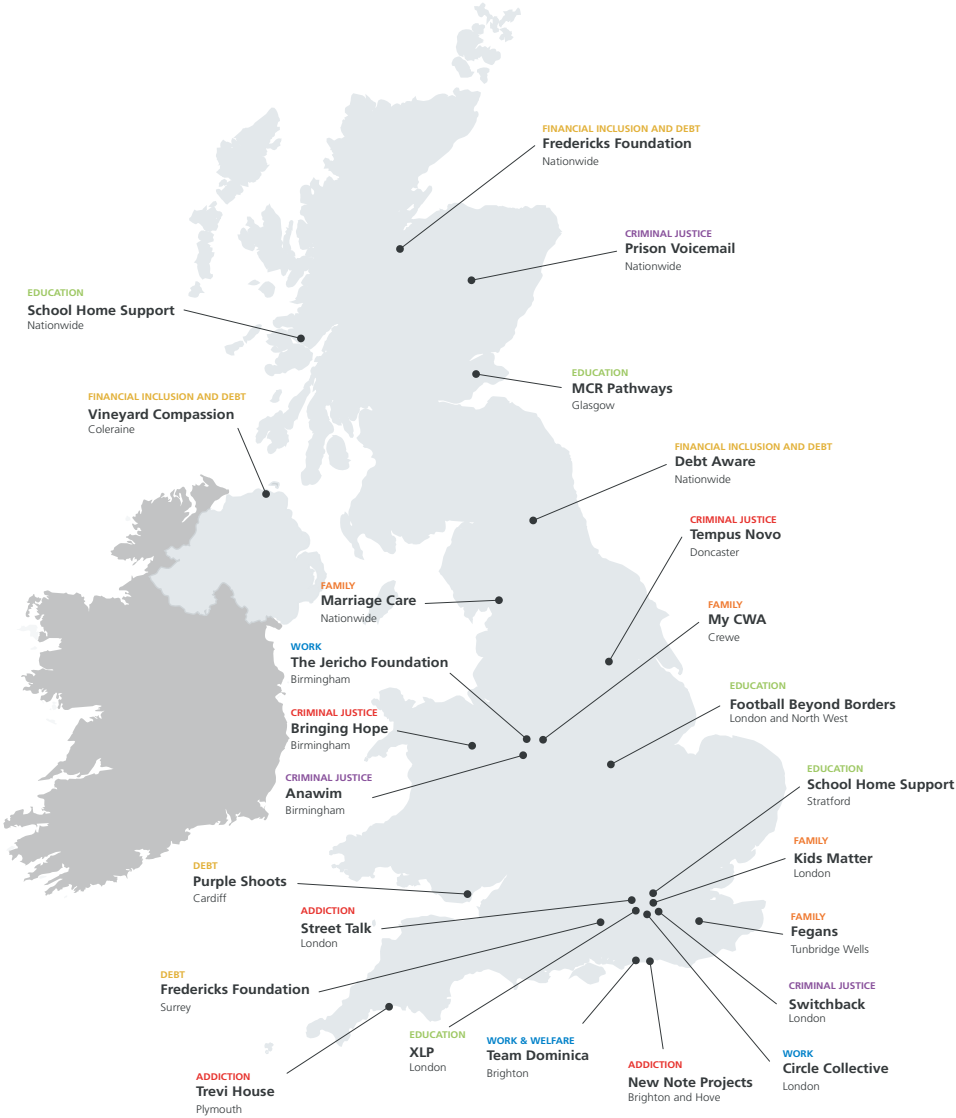 FINANCIAL INCLUSION AND DEBT
Fredericks Foundation
Nationwide
CRIMINAL JUSTICE
Prison Voicemail
Nationwide
EDUCATION
School Home Support
Nationwide
EDUCATION
MCR Pathways
Glasgow
FINANCIAL INCLUSION AND DEBT
Vineyard Compassion
Coleraine
FINANCIAL INCLUSION AND DEBT
Debt Aware
Nationwide
CRIMINAL JUSTICE
Tempus Novo
Doncaster
FAMILY
Marriage Care
Nationwide
FAMILY
My CWA
Crewe
WORK
The Jericho Foundation
Birmingham
EDUCATION
Football Beyond Borders
London and North West
CRIMINAL JUSTICE
Bringing Hope
Birmingham
EDUCATION
School Home Support
Stratford
CRIMINAL JUSTICE
Anawim
Birmingham
FAMILY
Kids Matter
London
DEBT
Purple Shoots
Cardiff
ADDICTION
Street Talk
London
FAMILY
Fegans
Tunbridge Wells
DEBT
Fredericks Foundation
Surrey
CRIMINAL JUSTICE
Switchback
London
EDUCATION
XLP
London
WORK & WELFARE
Team Dominica
Brighton
ADDICTION
New Note Projects
Brighton and Hove
WORK
Circle Collective
London
ADDICTION
Trevi House
Plymouth